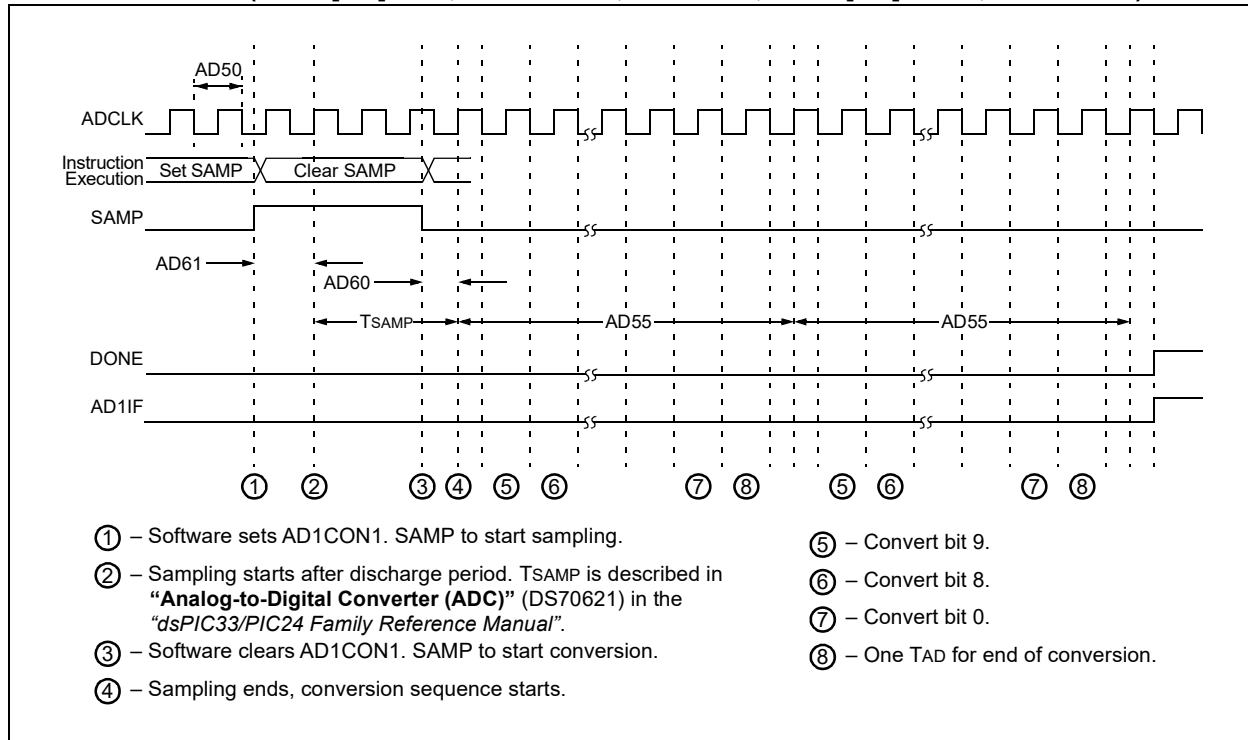 AD50
ADCLK
Instruction
Execution
Set SAMP
Clear SAMP
SAMP
AD61
AD60
TSAMP
AD55
AD55
DONE
AD1IF
1 2 3 4 5 6 7 8 5 6 7 8
1 – Software sets AD1CON1. SAMP to start sampling.
2 – Sampling starts after discharge period. TSAMP is described in
“Analog-to-Digital Converter (ADC)” (DS70621) in the
“dsPIC33/PIC24 Family Reference Manual”.
3 – Software clears AD1CON1. SAMP to start conversion.
4 – Sampling ends, conversion sequence starts.
5 – Convert bit 9.
6 – Convert bit 8.
7 – Convert bit 0.
8 – One TAD for end of conversion.